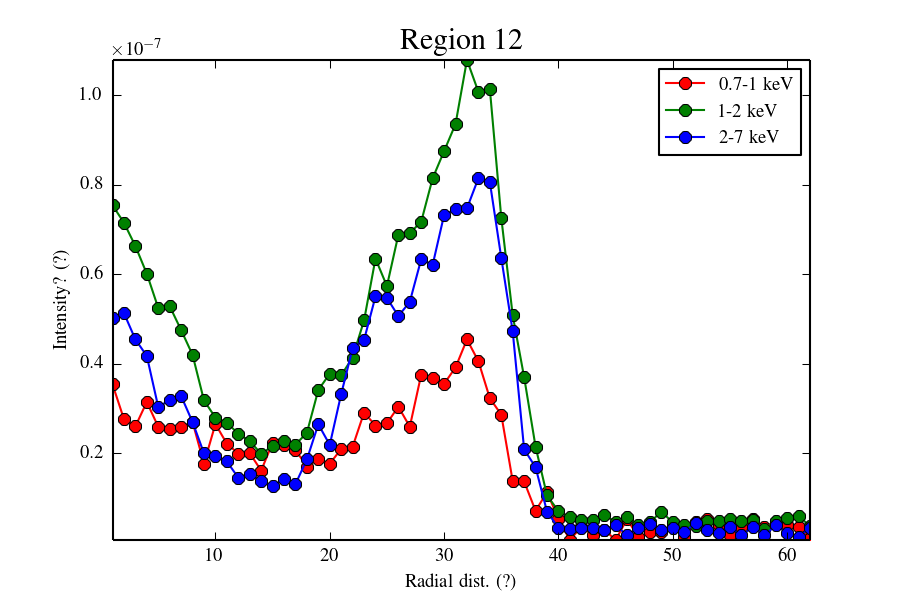 Region 12
×10⁻⁷
1.0
0.8
0.6
0.4
0.2
Intensity? (?)
0.7-1 keV
1-2 keV
2-7 keV
10 20 30 40 50 60
Radial dist. (?)